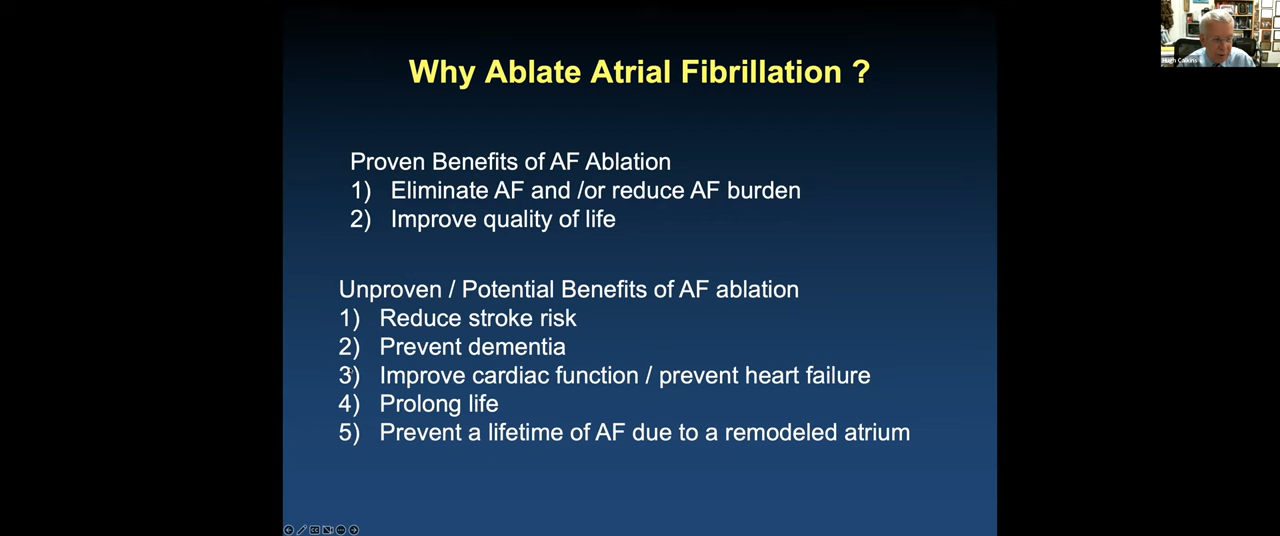 Why Ablate Atrial Fibrillation ?
Hugh Calkins
Proven Benefits of AF Ablation
1) Eliminate AF and /or reduce AF burden
2) Improve quality of life
Unproven / Potential Benefits of AF ablation
1) Reduce stroke risk
2) Prevent dementia
3) Improve cardiac function / prevent heart failure
4) Prolong life
5) Prevent a lifetime of AF due to a remodeled atrium